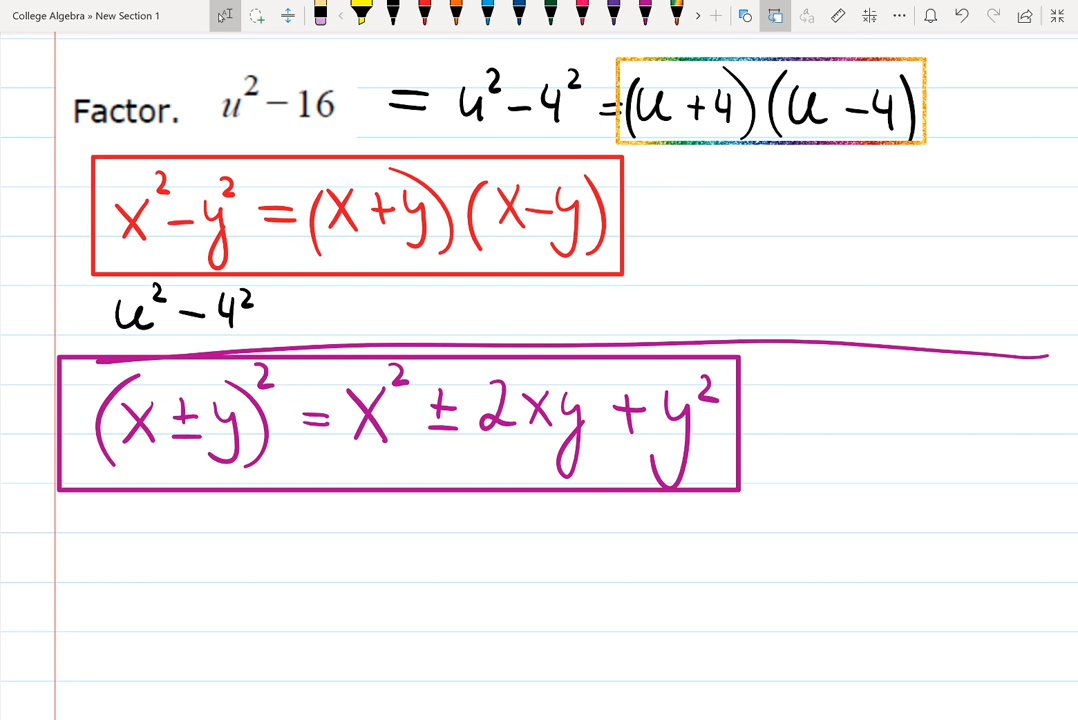 College Algebra » New Section 1
Factor. u² − 16 = u² − 4² = (u + 4)(u − 4)
x² − y² = (x + y)(x − y)
u² − 4²
(x ± y)² = x² ± 2xy + y²